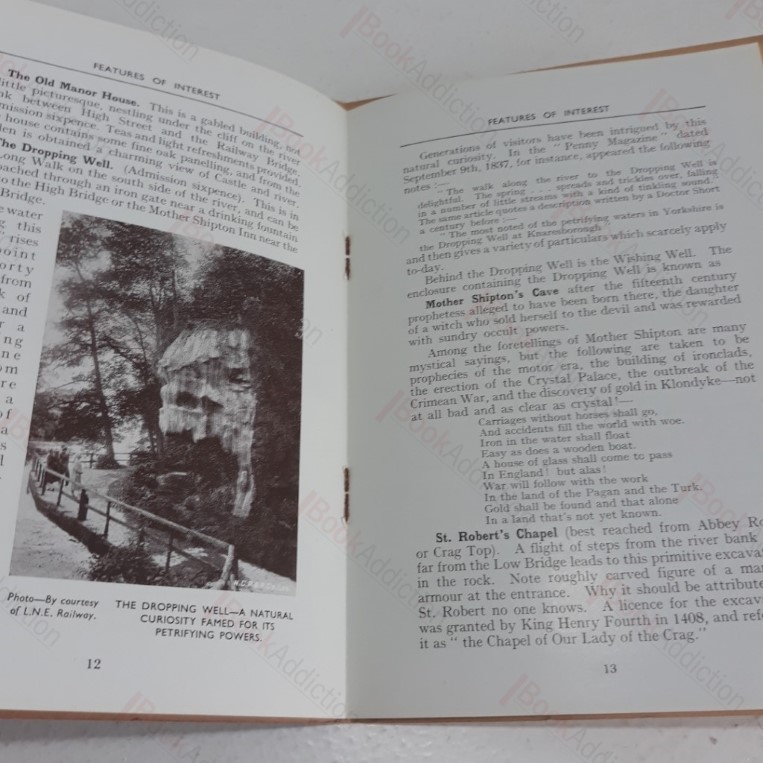 FEATURES OF INTEREST
The Old Manor House. This is a gabled building, not
little picturesque, nestling under the cliff on the river
between High Street and the Railway Bridge.
mission sixpence. Teas and light refreshments provided.
house contains some fine oak panelling, and from the
is obtained a charming view of Castle and river.
The Dropping Well. (Admission sixpence). This is in
Long Walk on the south side of the river, and can be
oached through an iron gate near a drinking fountain
to the High Bridge or the Mother Shipton Inn near the
Bridge.
e water
g this
rises
point
orty
from
k of
and
r a
ing
n e
om
re
a
of
a
s
l
Photo—By courtesy
of L.N.E. Railway.
THE DROPPING WELL—A NATURAL
CURIOSITY FAMED FOR ITS
PETRIFYING POWERS.
12
FEATURES OF INTEREST
Generations of visitors have been intrigued by this
natural curiosity. In the "Penny Magazine" dated
September 9th, 1837, for instance, appeared the following
notes :—
"The walk along the river to the Dropping Well is
delightful. The spring . . . spreads and trickles over, falling
in a number of little streams with a kind of tinkling sound."
The same article quotes a description written by a Doctor Short
a century before :—
"The most noted of the petrifying waters in Yorkshire is
the Dropping Well at Knaresborough . . ."
and then gives a variety of particulars which scarcely apply
to-day.
Behind the Dropping Well is the Wishing Well. The
enclosure containing the Dropping Well is known as
Mother Shipton's Cave after the fifteenth century
prophetess alleged to have been born there, the daughter
of a witch who sold herself to the devil and was rewarded
with sundry occult powers.
Among the foretellings of Mother Shipton are many
mystical sayings, but the following are taken to be
prophecies of the motor era, the building of ironclads,
the erection of the Crystal Palace, the outbreak of the
Crimean War, and the discovery of gold in Klondyke—not
at all bad and as clear as crystal!—
Carriages without horses shall go,
And accidents fill the world with woe.
Iron in the water shall float
Easy as does a wooden boat.
A house of glass shall come to pass
In England! but alas!
War will follow with the work
In the land of the Pagan and the Turk.
Gold shall be found and that alone
In a land that's not yet known.
St. Robert's Chapel (best reached from Abbey Ro
or Crag Top). A flight of steps from the river bank
far from the Low Bridge leads to this primitive excava
in the rock. Note roughly carved figure of a ma
armour at the entrance. Why it should be attribute
St. Robert no one knows. A licence for the excav
was granted by King Henry Fourth in 1408, and refe
it as "the Chapel of Our Lady of the Crag."
13
BookAddiction